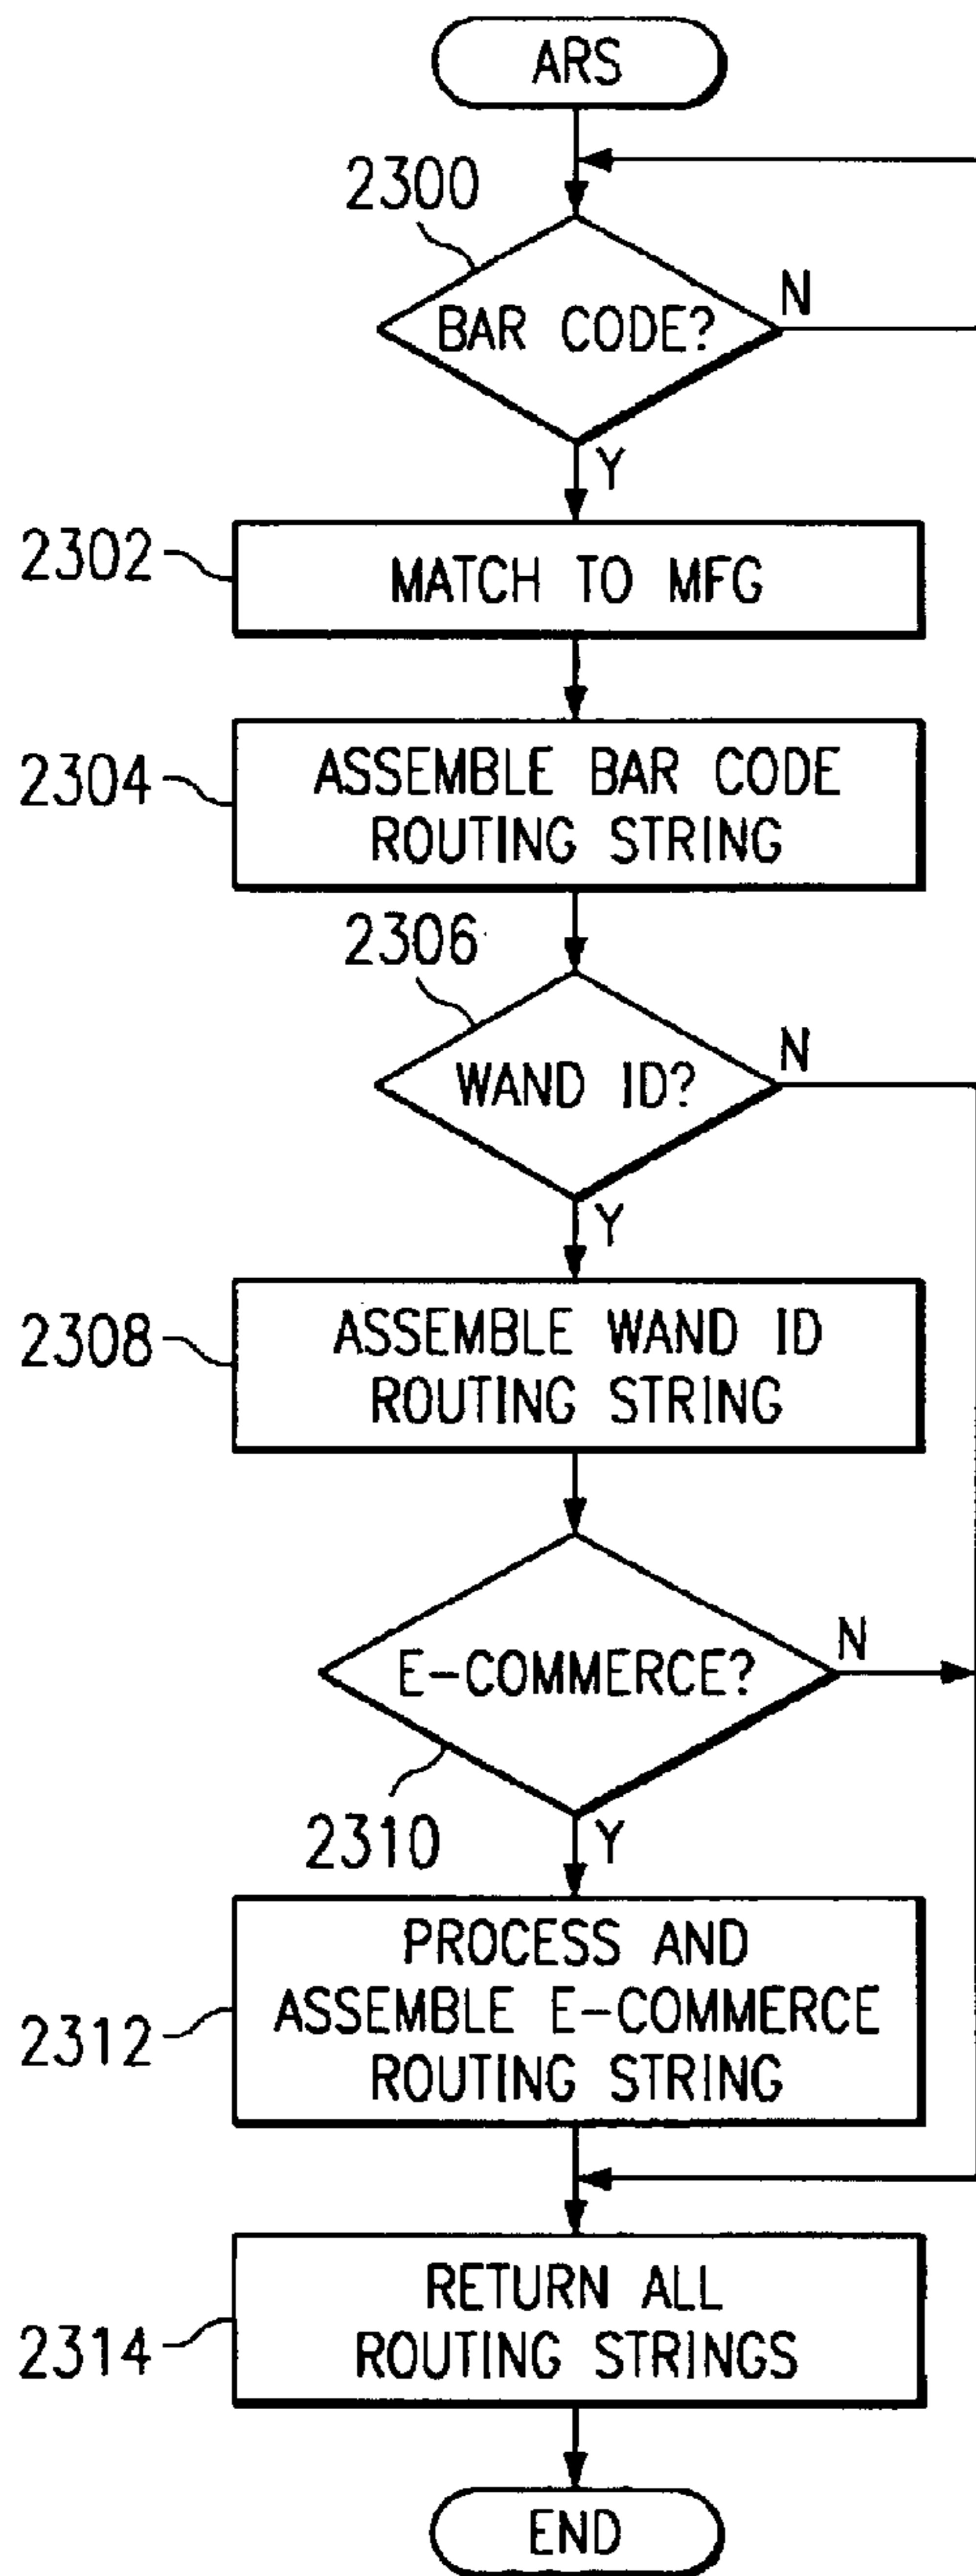 ARS
2300
BAR CODE?
N
Y
2302
MATCH TO MFG
2304
ASSEMBLE BAR CODE
ROUTING STRING
2306
WAND ID?
N
Y
2308
ASSEMBLE WAND ID
ROUTING STRING
E-COMMERCE?
N
2310
Y
2312
PROCESS AND
ASSEMBLE E-COMMERCE
ROUTING STRING
2314
RETURN ALL
ROUTING STRINGS
END